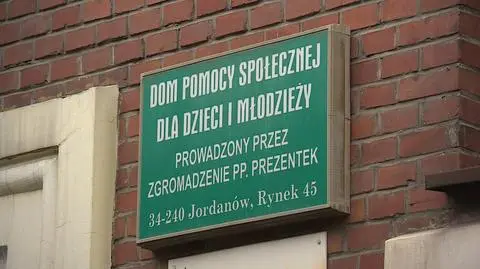 DOM POMOCY SPOŁECZNEJ
DLA DZIECI I MŁODZIEŻY
PROWADZONY PRZEZ
ZGROMADZENIE PP. PREZENTEK
34-240 Jordanów, Rynek 45